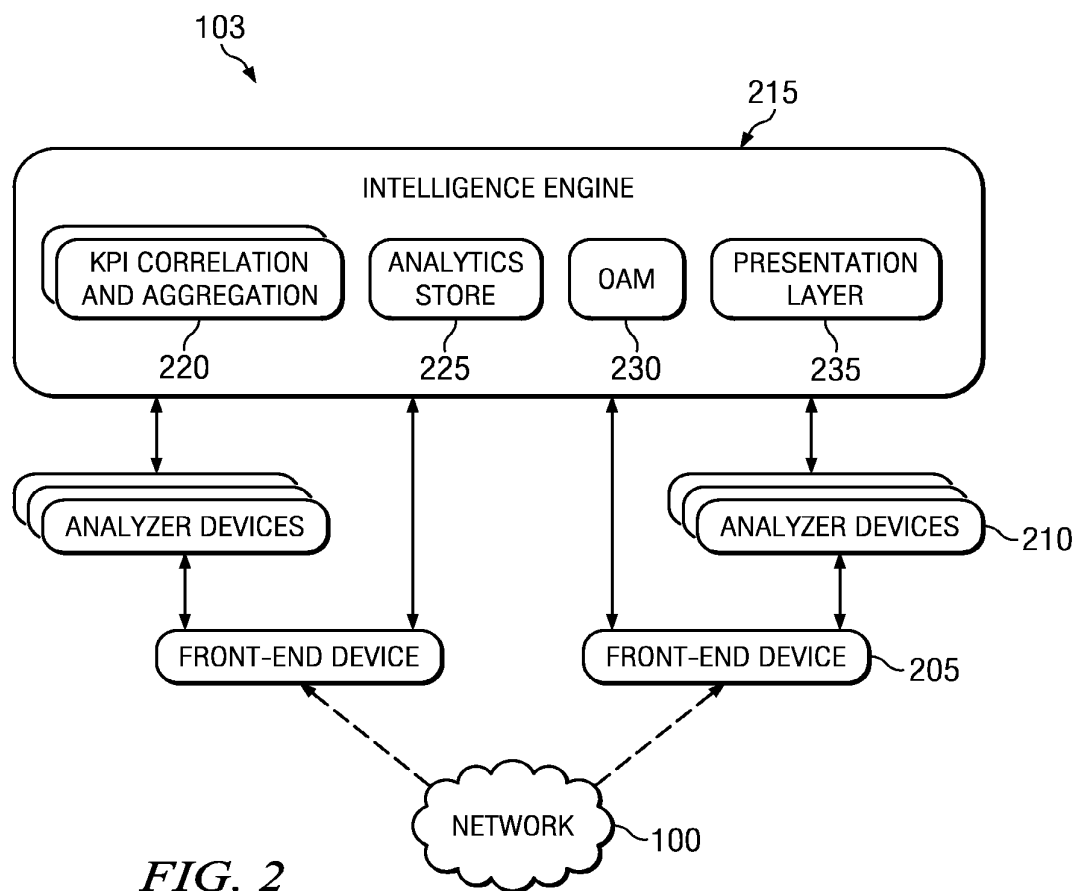 103
215
INTELLIGENCE ENGINE
KPI CORRELATION
AND AGGREGATION
ANALYTICS
STORE
OAM
PRESENTATION
LAYER
220
225
230
235
ANALYZER DEVICES
ANALYZER DEVICES
210
FRONT-END DEVICE
FRONT-END DEVICE
205
NETWORK
100
FIG. 2